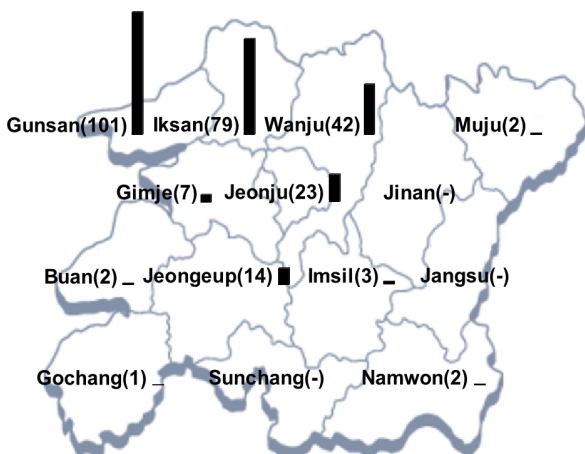 Gunsan(101) Iksan(79) Wanju(42) Muju(2)
Gimje(7) Jeonju(23) Jinan(-)
Buan(2) Jeongeup(14) Imsil(3) Jangsu(-)
Gochang(1) Sunchang(-) Namwon(2)